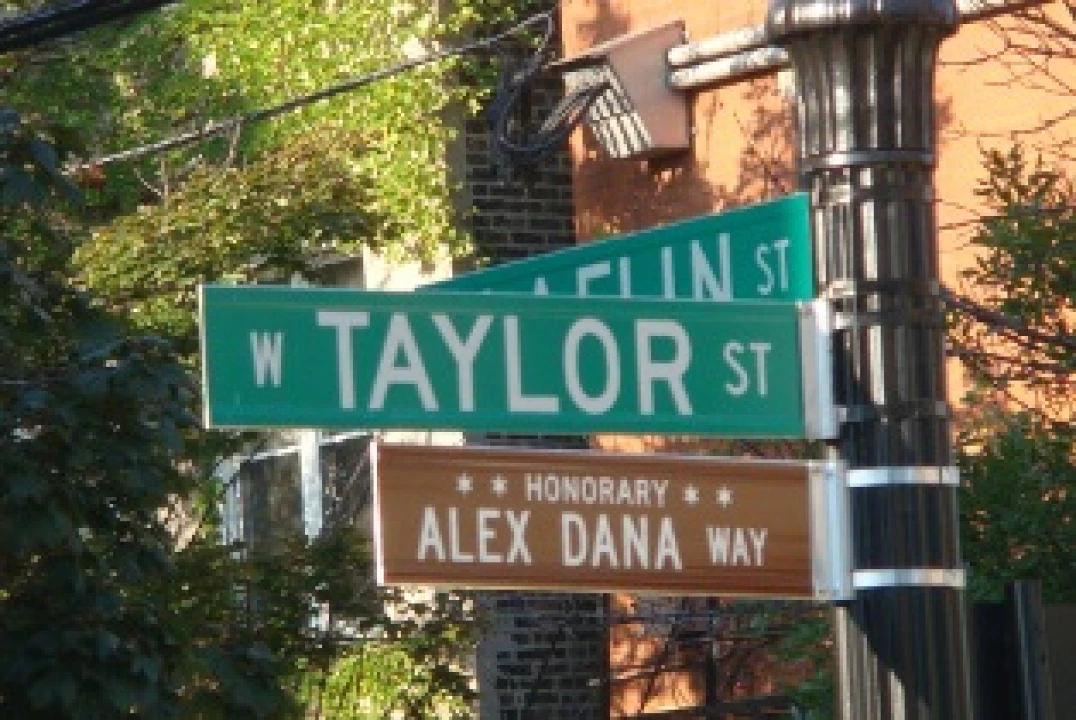 ST
W TAYLOR ST
* * HONORARY * *
ALEX DANA WAY